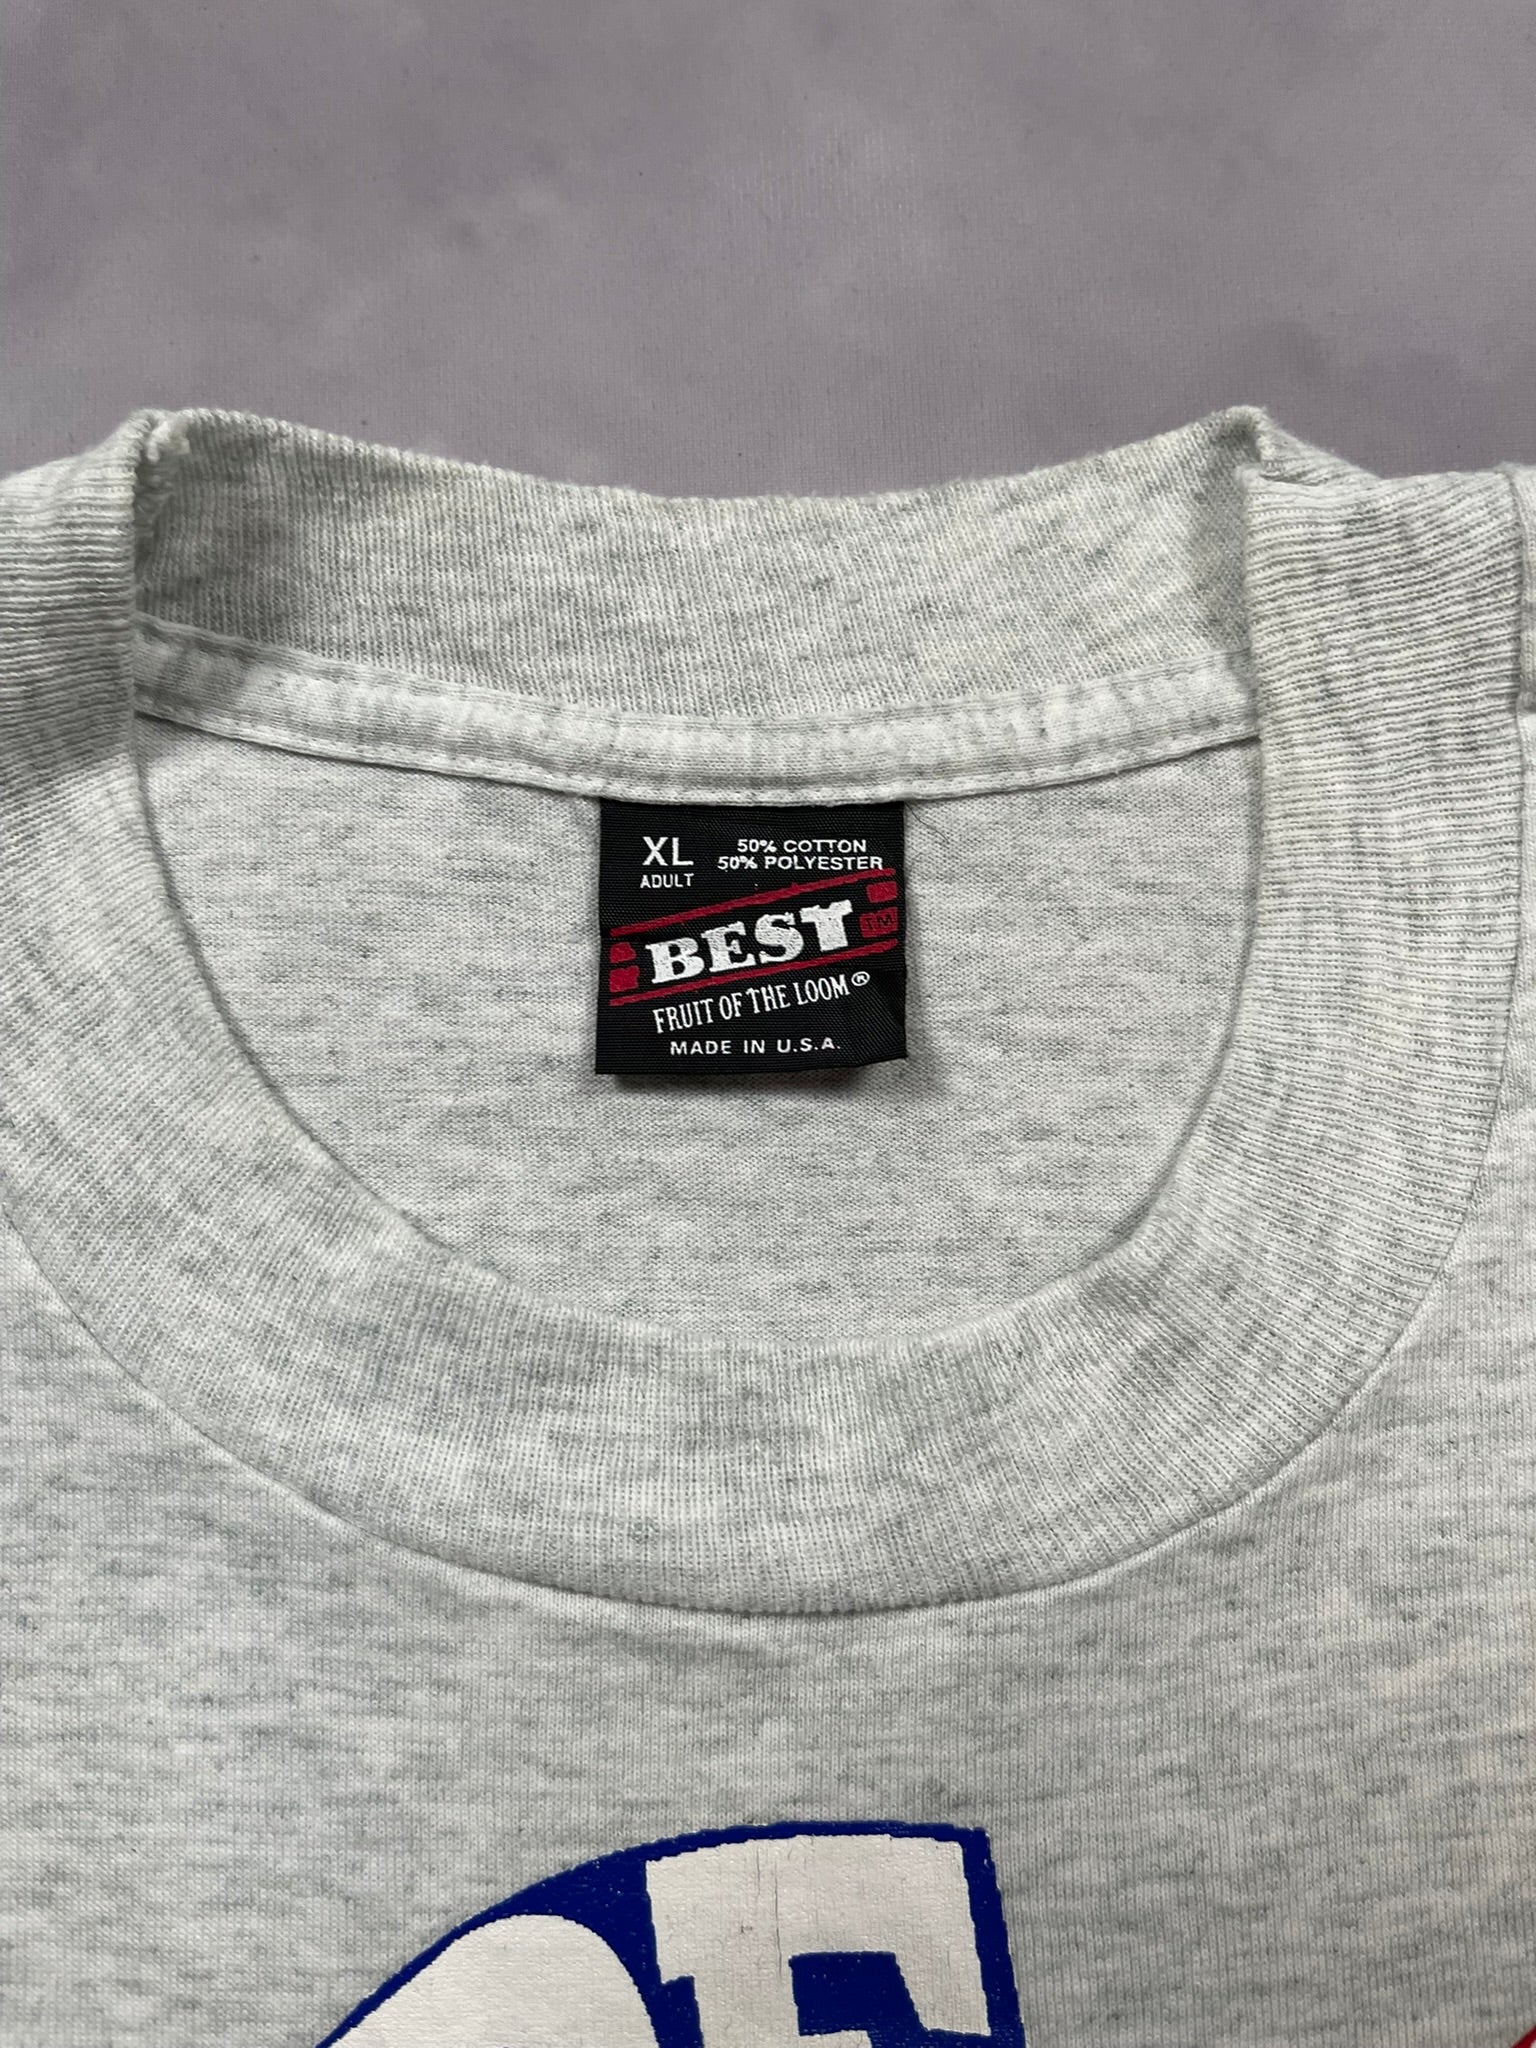 XL
ADULT
50% COTTON
50% POLYESTER
BEST
TM
FRUIT OF THE LOOM®
MADE IN U.S.A.